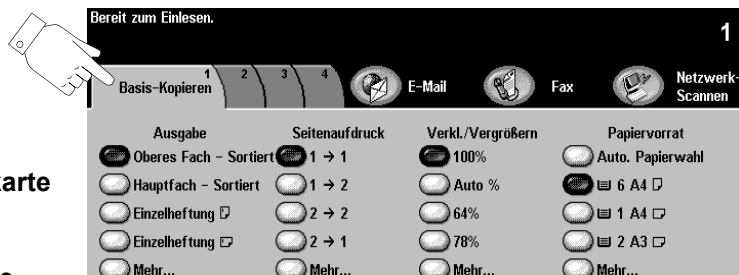 Bereit zum Einlesen.
1
1 2 3 4
Basis-Kopieren E-Mail Fax Netzwerk-
Scannen
Ausgabe Seitenaufdruck Verkl./Vergrößern Papiervorrat
Oberes Fach - Sortiert 1 → 1 100% Auto. Papierwahl
Hauptfach - Sortiert 1 → 2 Auto % 6 A4
Einzelheftung 2 → 2 64% 1 A4
Einzelheftung 2 → 1 78% 2 A3
Mehr... Mehr... Mehr... Mehr...